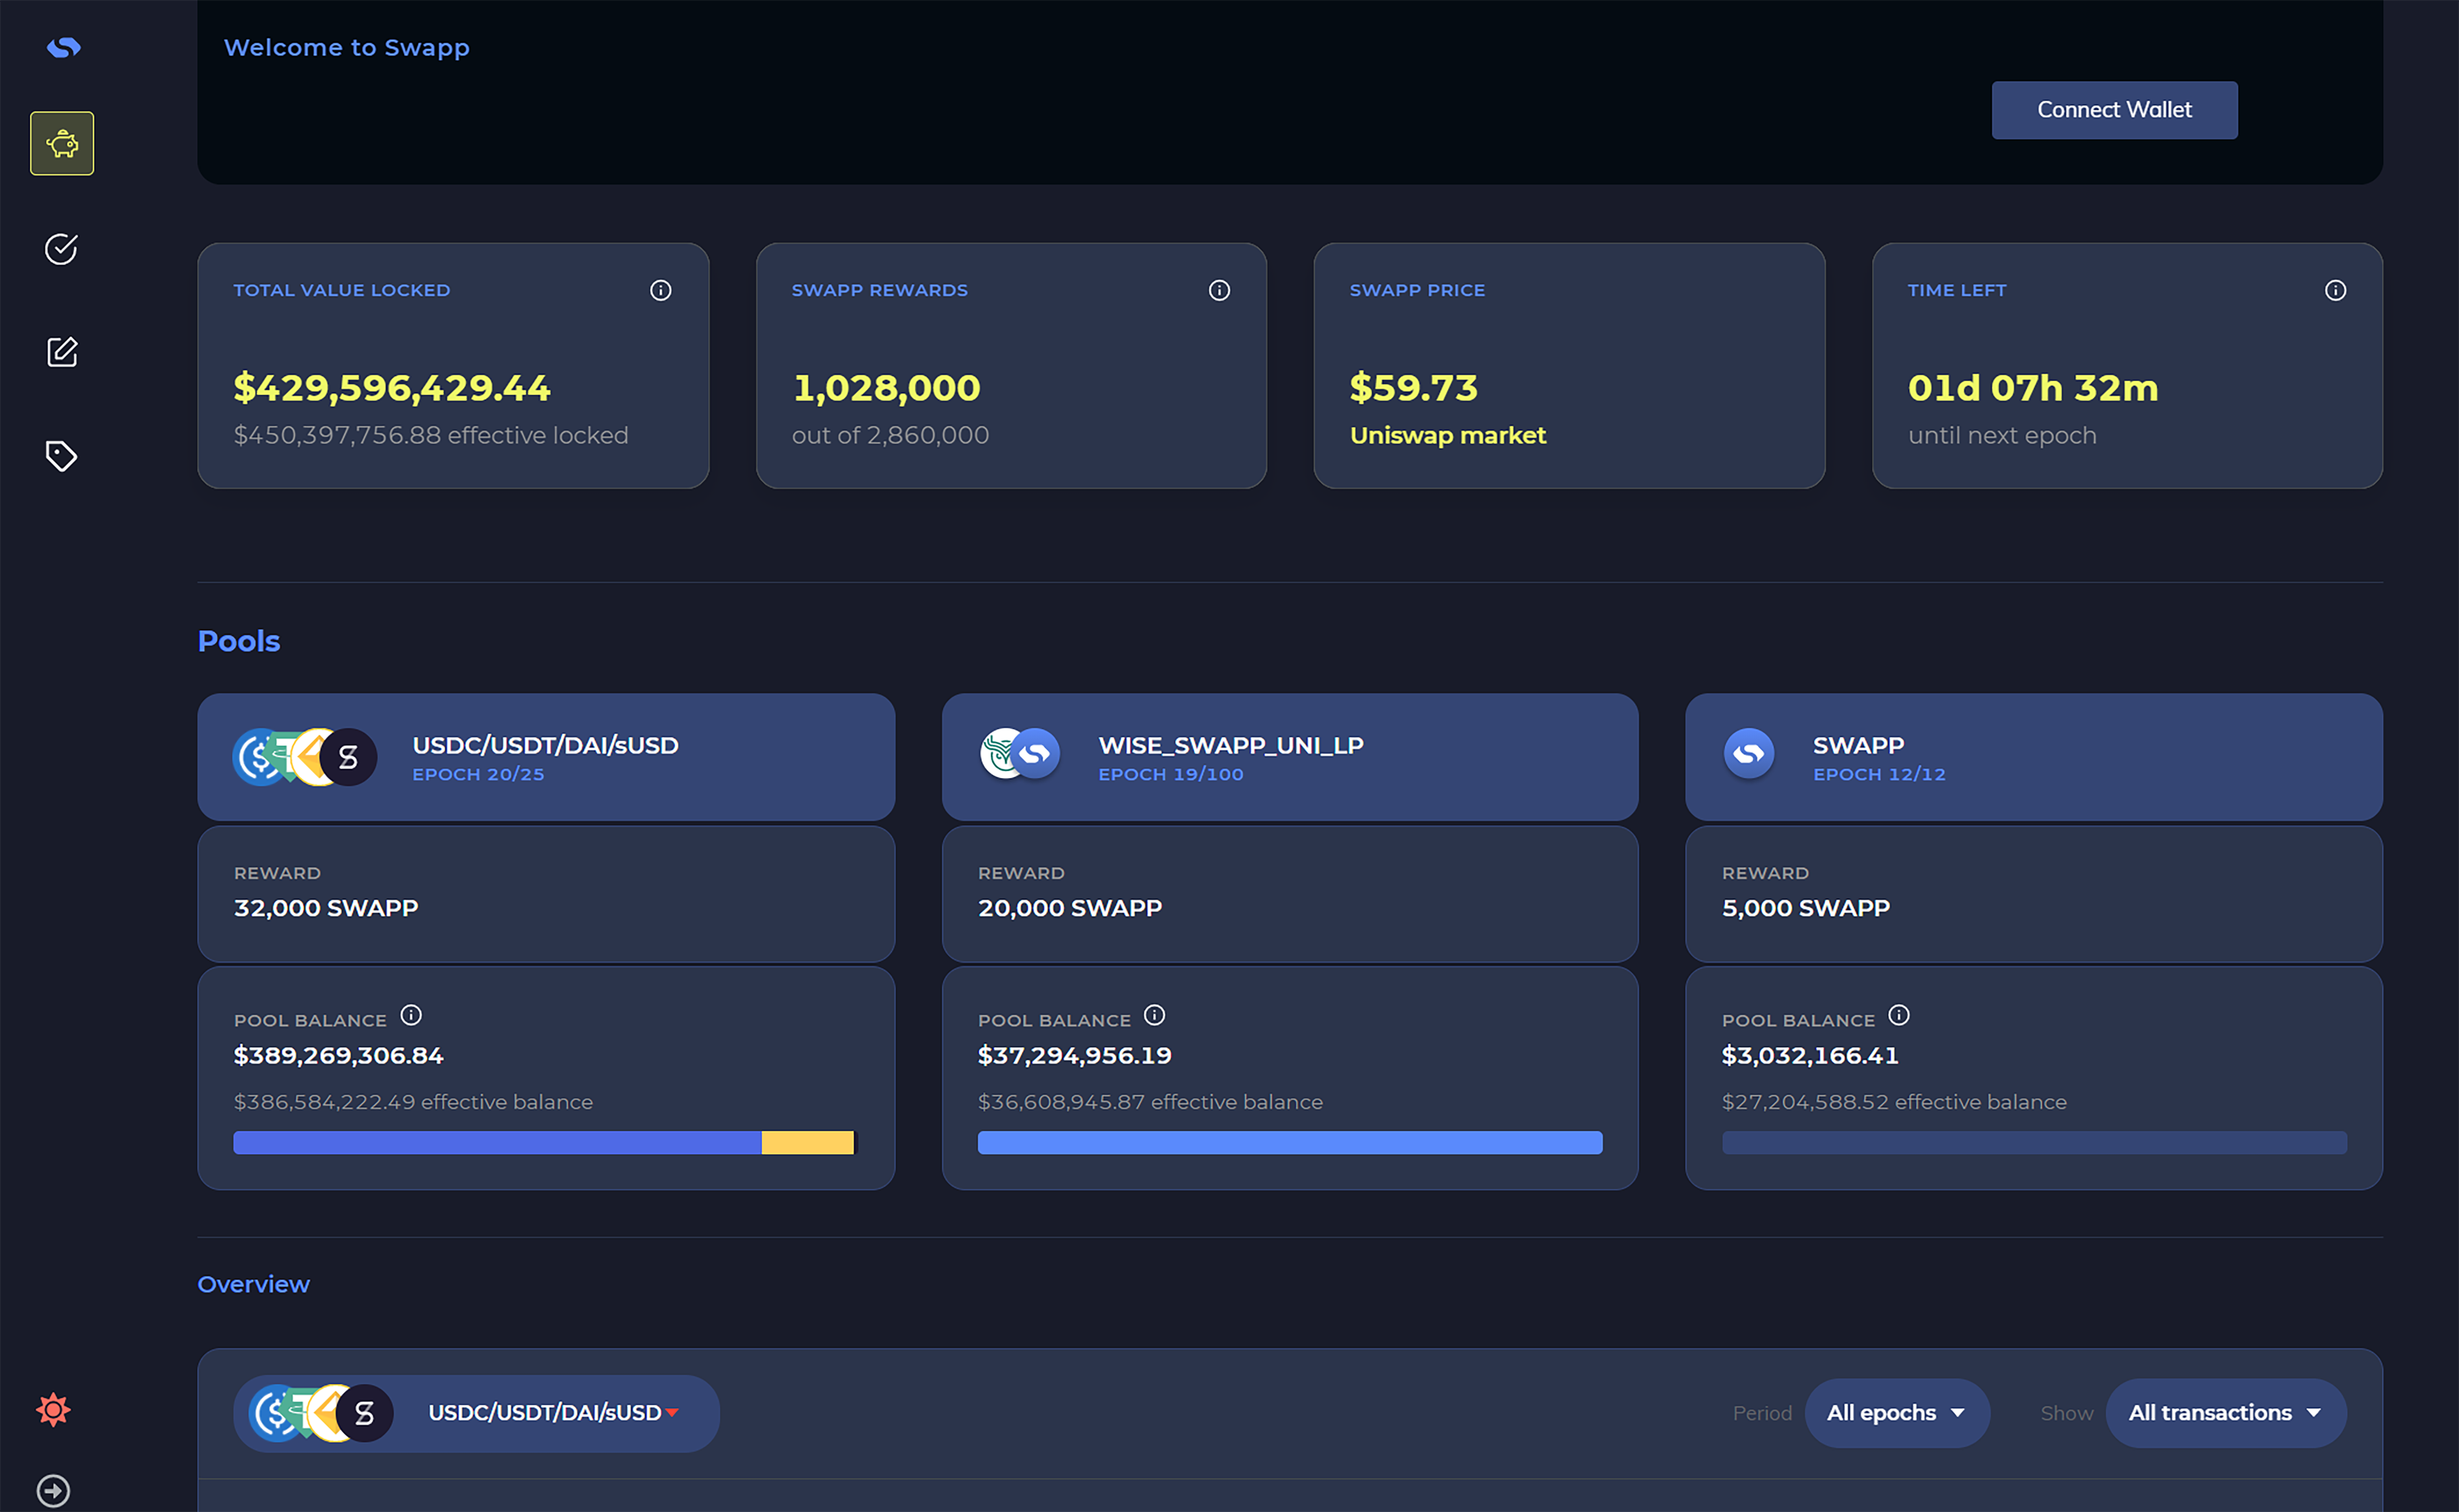 Welcome to Swapp
Connect Wallet
TOTAL VALUE LOCKED
$429,596,429.44
$450,397,756.88 effective locked
SWAPP REWARDS
1,028,000
out of 2,860,000
SWAPP PRICE
$59.73
Uniswap market
TIME LEFT
01d 07h 32m
until next epoch
Pools
USDC/USDT/DAI/sUSD
EPOCH 20/25
REWARD
32,000 SWAPP
POOL BALANCE
$389,269,306.84
$386,584,222.49 effective balance
WISE_SWAPP_UNI_LP
EPOCH 19/100
REWARD
20,000 SWAPP
POOL BALANCE
$37,294,956.19
$36,608,945.87 effective balance
SWAPP
EPOCH 12/12
REWARD
5,000 SWAPP
POOL BALANCE
$3,032,166.41
$27,204,588.52 effective balance
Overview
USDC/USDT/DAI/sUSD
Period All epochs Show All transactions